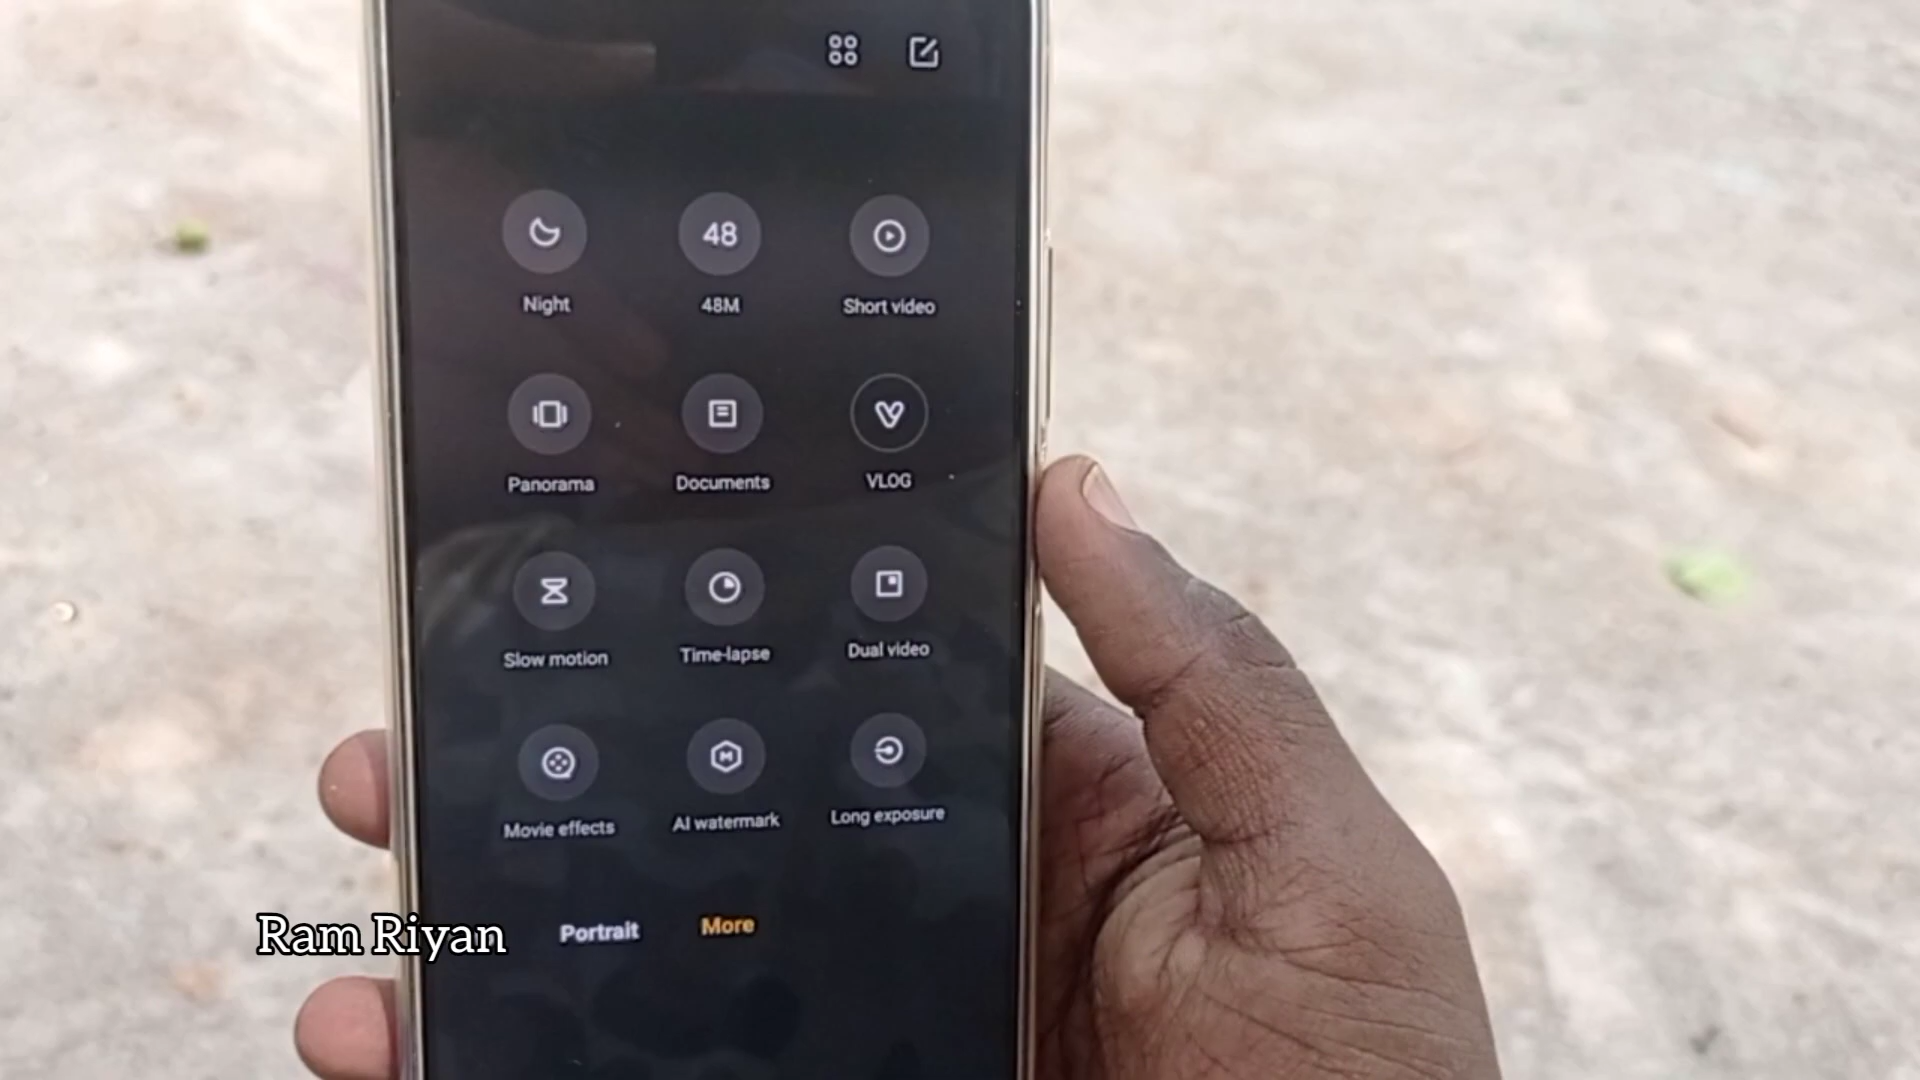 48
Night
48M
Short video
Panorama
Documents
VLOG
Slow motion
Time-lapse
Dual video
M
Movie effects
AI watermark
Long exposure
Ram Riyan
Portrait
More